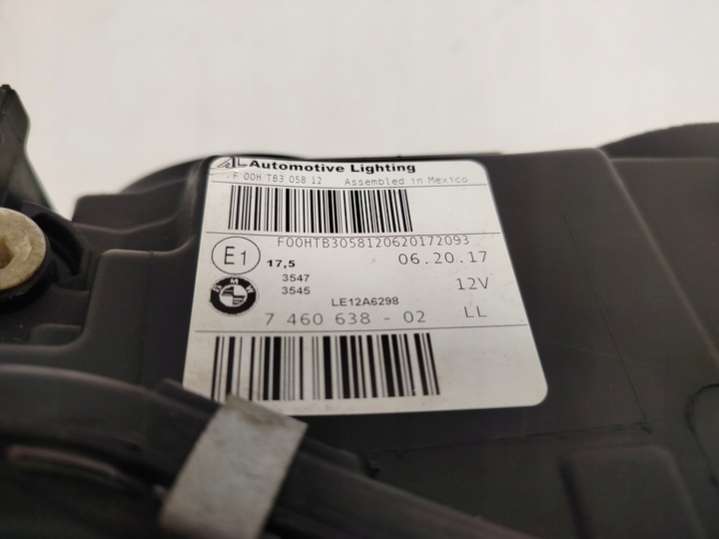 AL Automotive Lighting
F 00H TB3 058 12 Assembled in Mexico
F00HTB3058120620172093
E1 17,5 06.20.17
BMW 3547 12V
3545 LE12A6298
7 460 638 - 02 LL